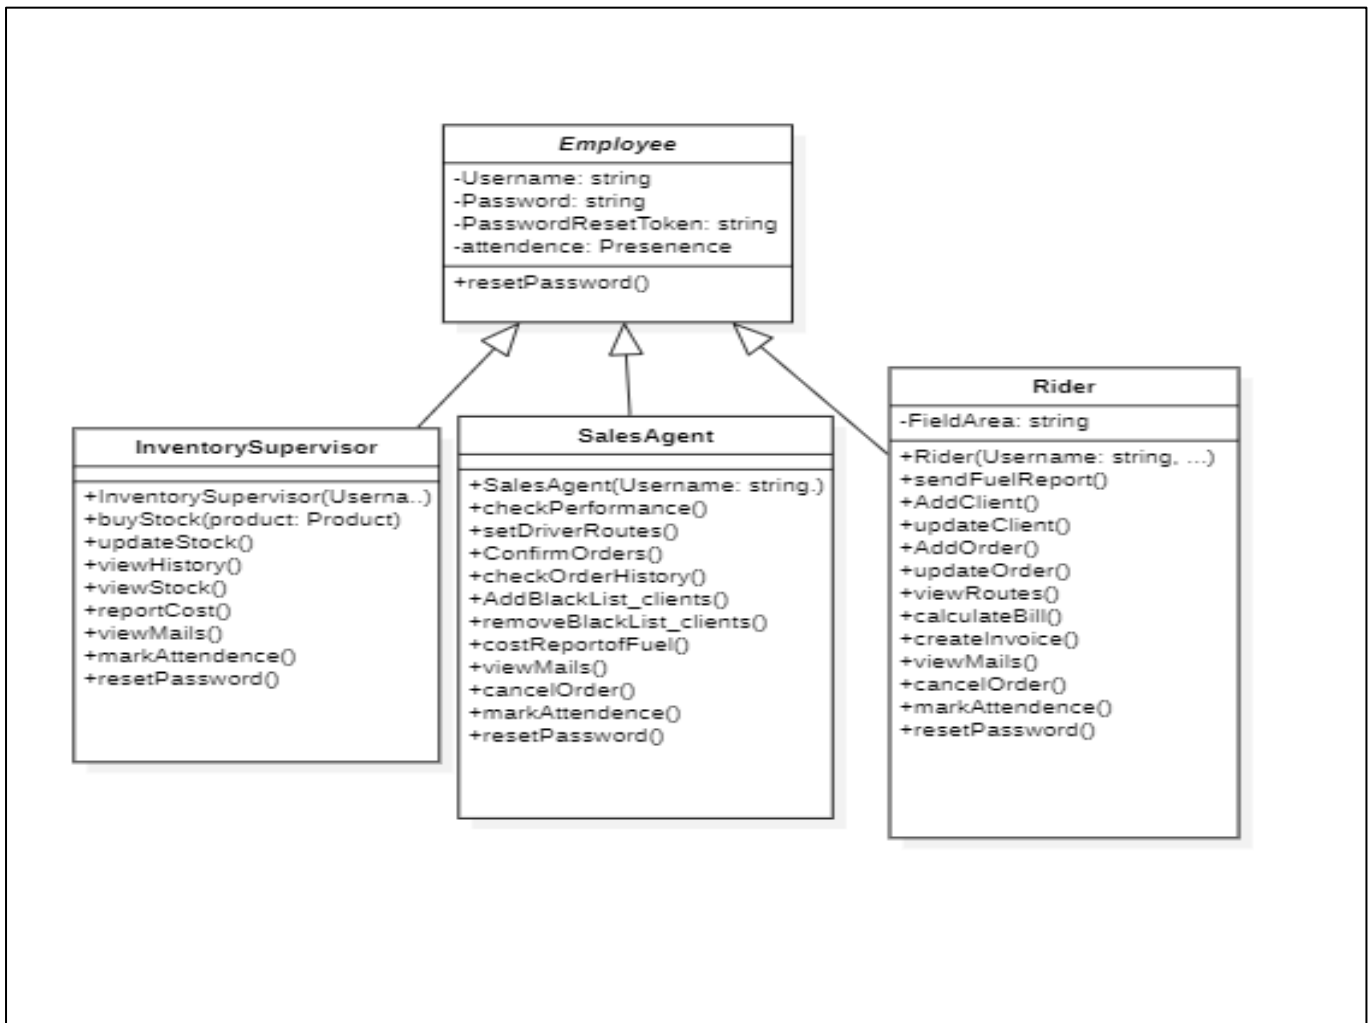 Employee
-Username: string
-Password: string
-PasswordResetToken: string
-attendence: Presenence
+resetPassword()
InventorySupervisor
+InventorySupervisor(Userna..)
+buyStock(product: Product)
+updateStock()
+viewHistory()
+viewStock()
+reportCost()
+viewMails()
+markAttendence()
+resetPassword()
SalesAgent
+SalesAgent(Username: string.)
+checkPerformance()
+setDriverRoutes()
+ConfirmOrders()
+checkOrderHistory()
+AddBlackList_clients()
+removeBlackList_clients()
+costReportofFuel()
+viewMails()
+cancelOrder()
+markAttendence()
+resetPassword()
Rider
-FieldArea: string
+Rider(Username: string, ...)
+sendFuelReport()
+AddClient()
+updateClient()
+AddOrder()
+updateOrder()
+viewRoutes()
+calculateBill()
+createInvoice()
+viewMails()
+cancelOrder()
+markAttendence()
+resetPassword()